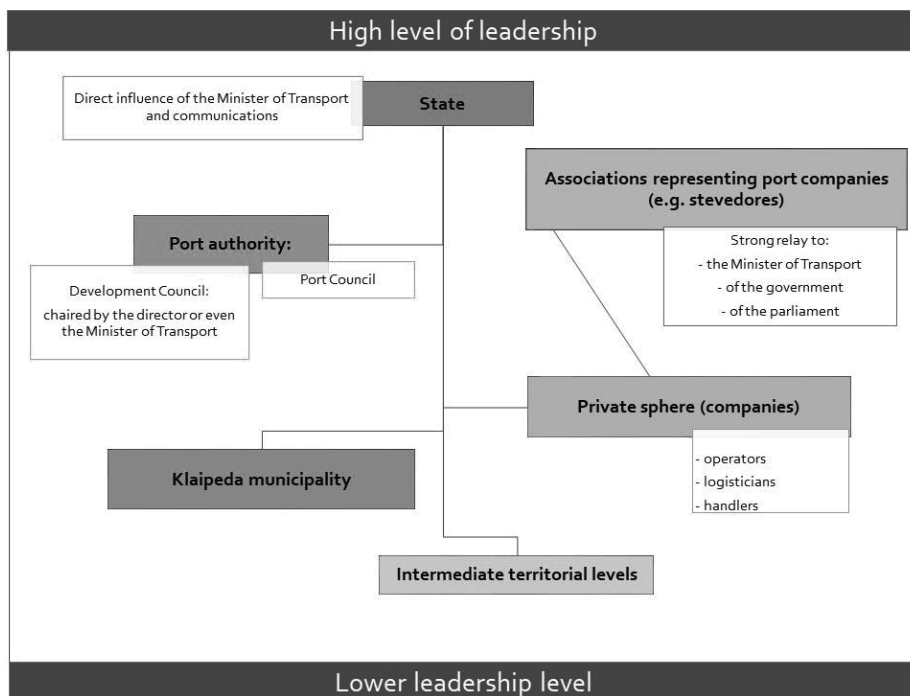 High level of leadership
Direct influence of the Minister of Transport
and communications
State
Associations representing port companies
(e.g. stevedores)
Strong relay to:
- the Minister of Transport
- of the government
- of the parliament
Port authority:
Port Council
Development Council:
chaired by the director or even
the Minister of Transport
Private sphere (companies)
- operators
- logisticians
- handlers
Klaipeda municipality
Intermediate territorial levels
Lower leadership level